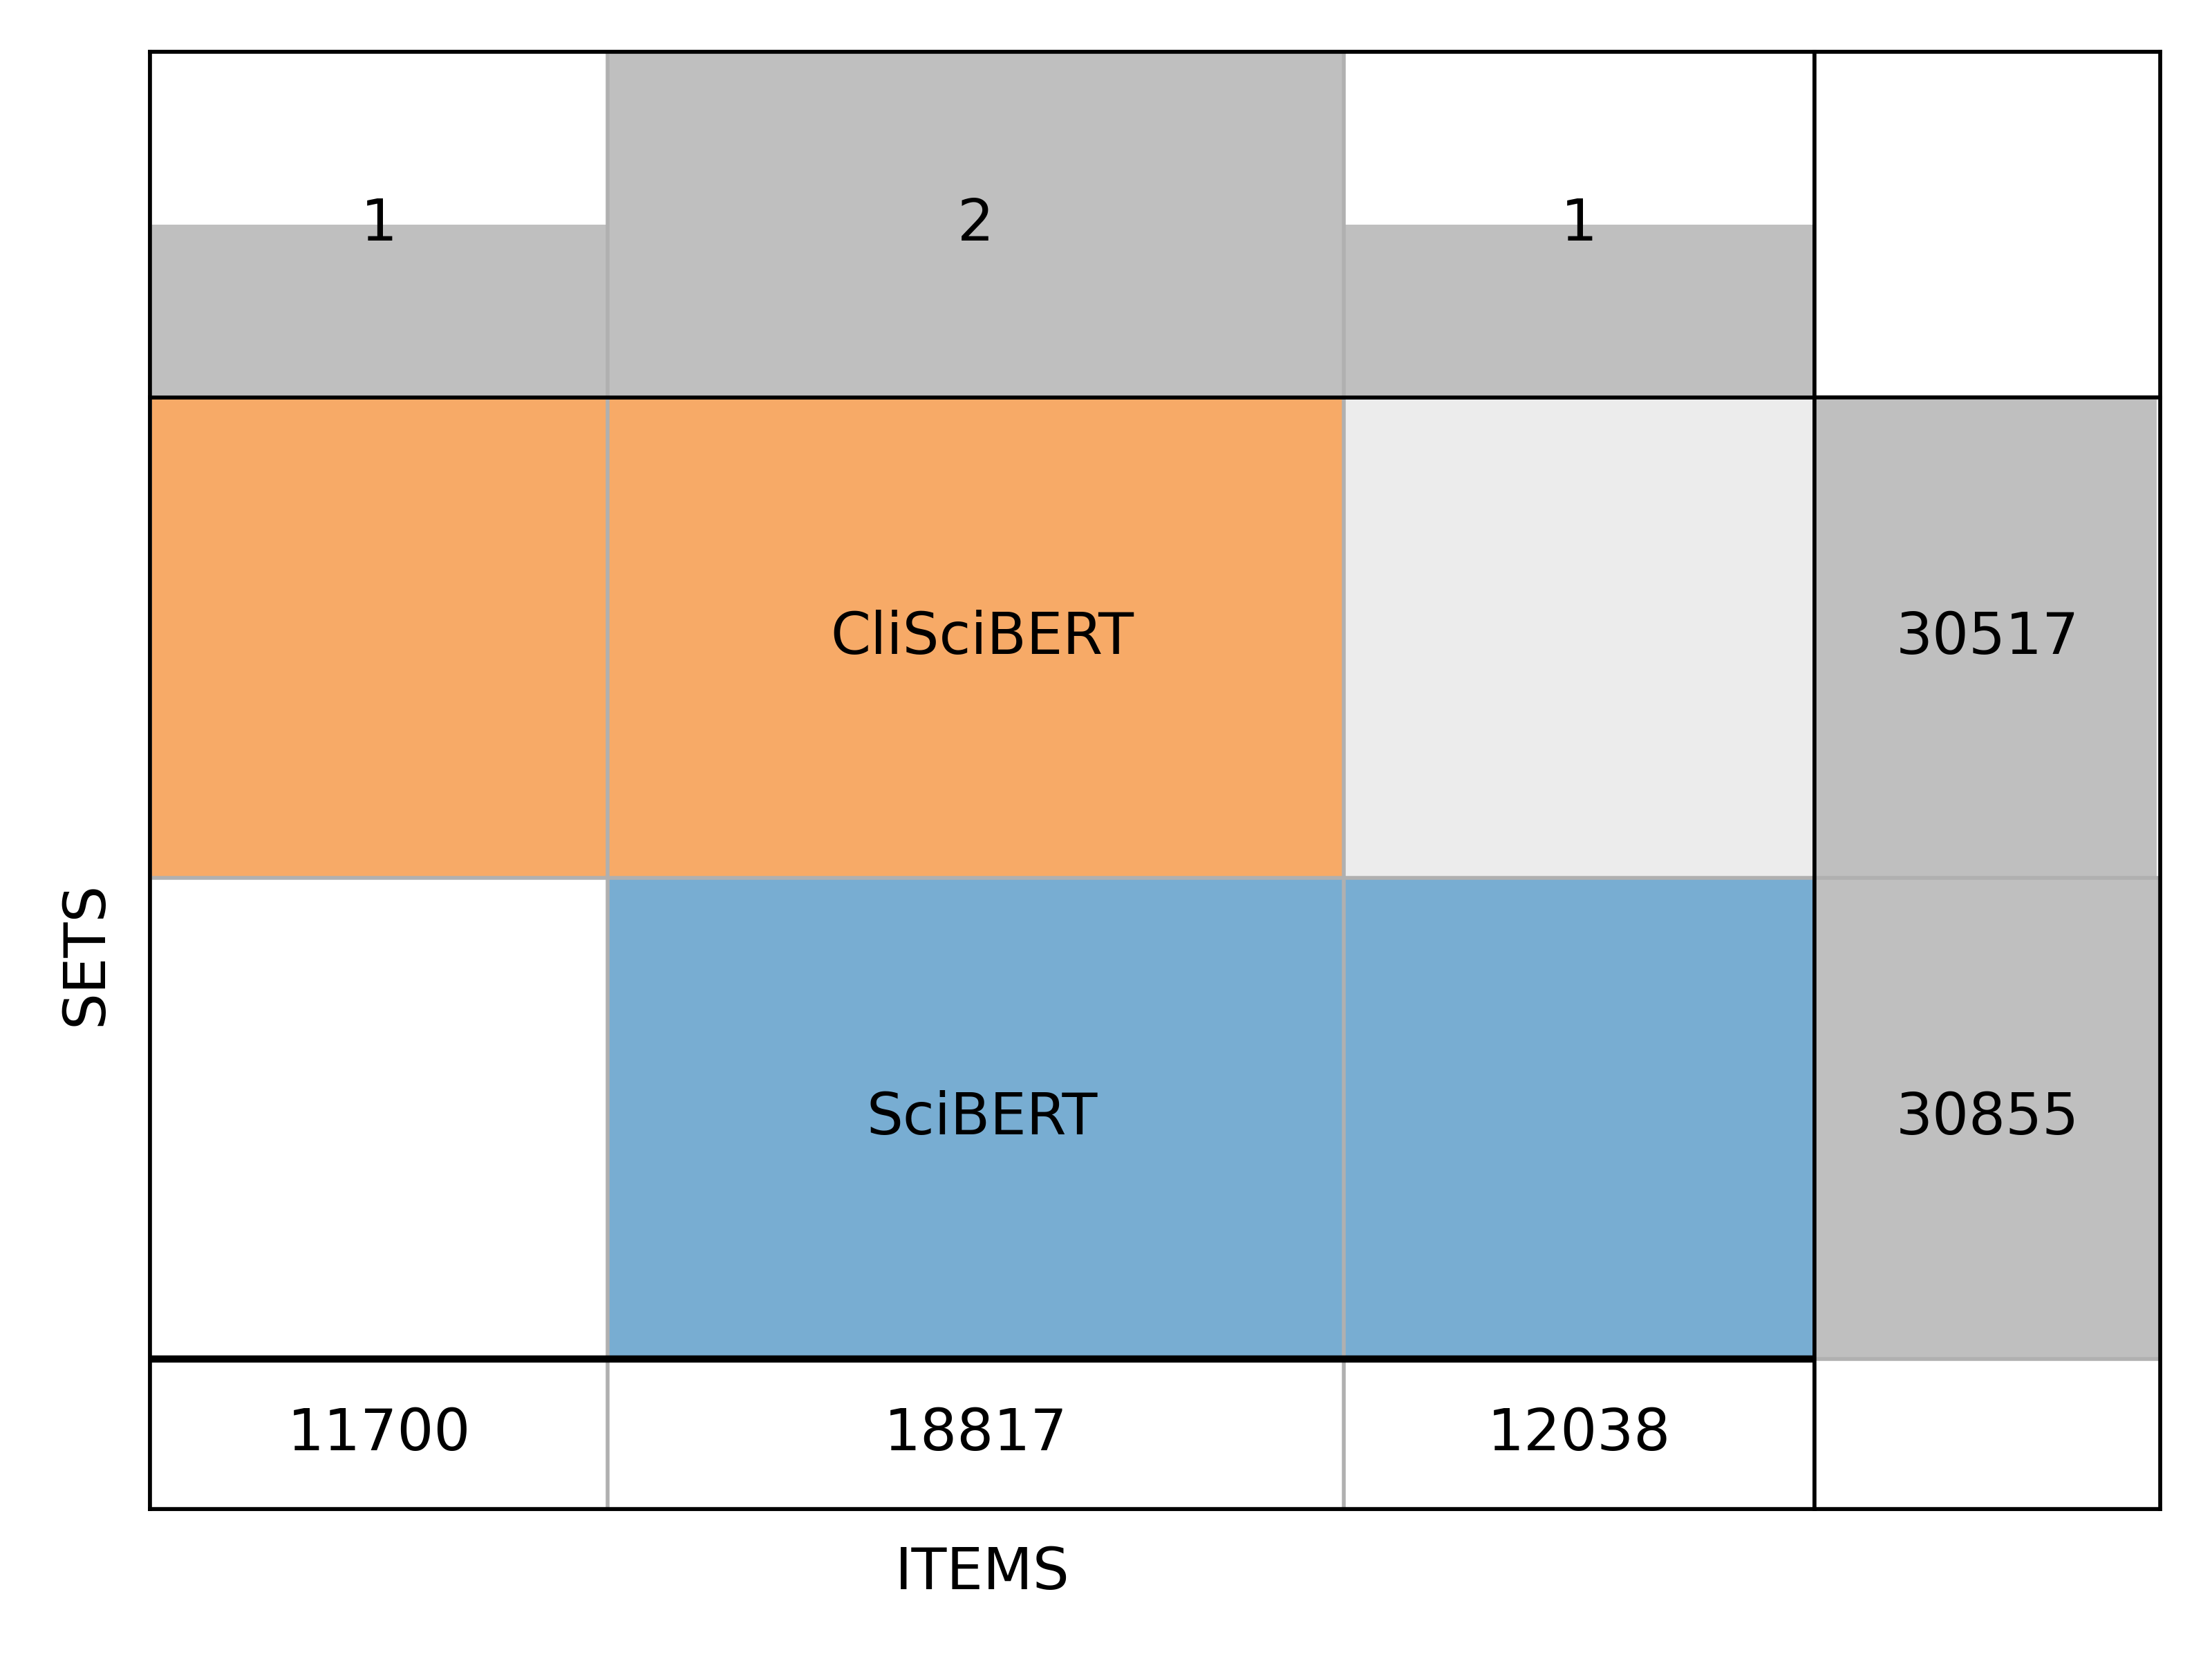 1 2 1
CliSciBERT 30517
SETS
SciBERT 30855
11700 18817 12038
ITEMS